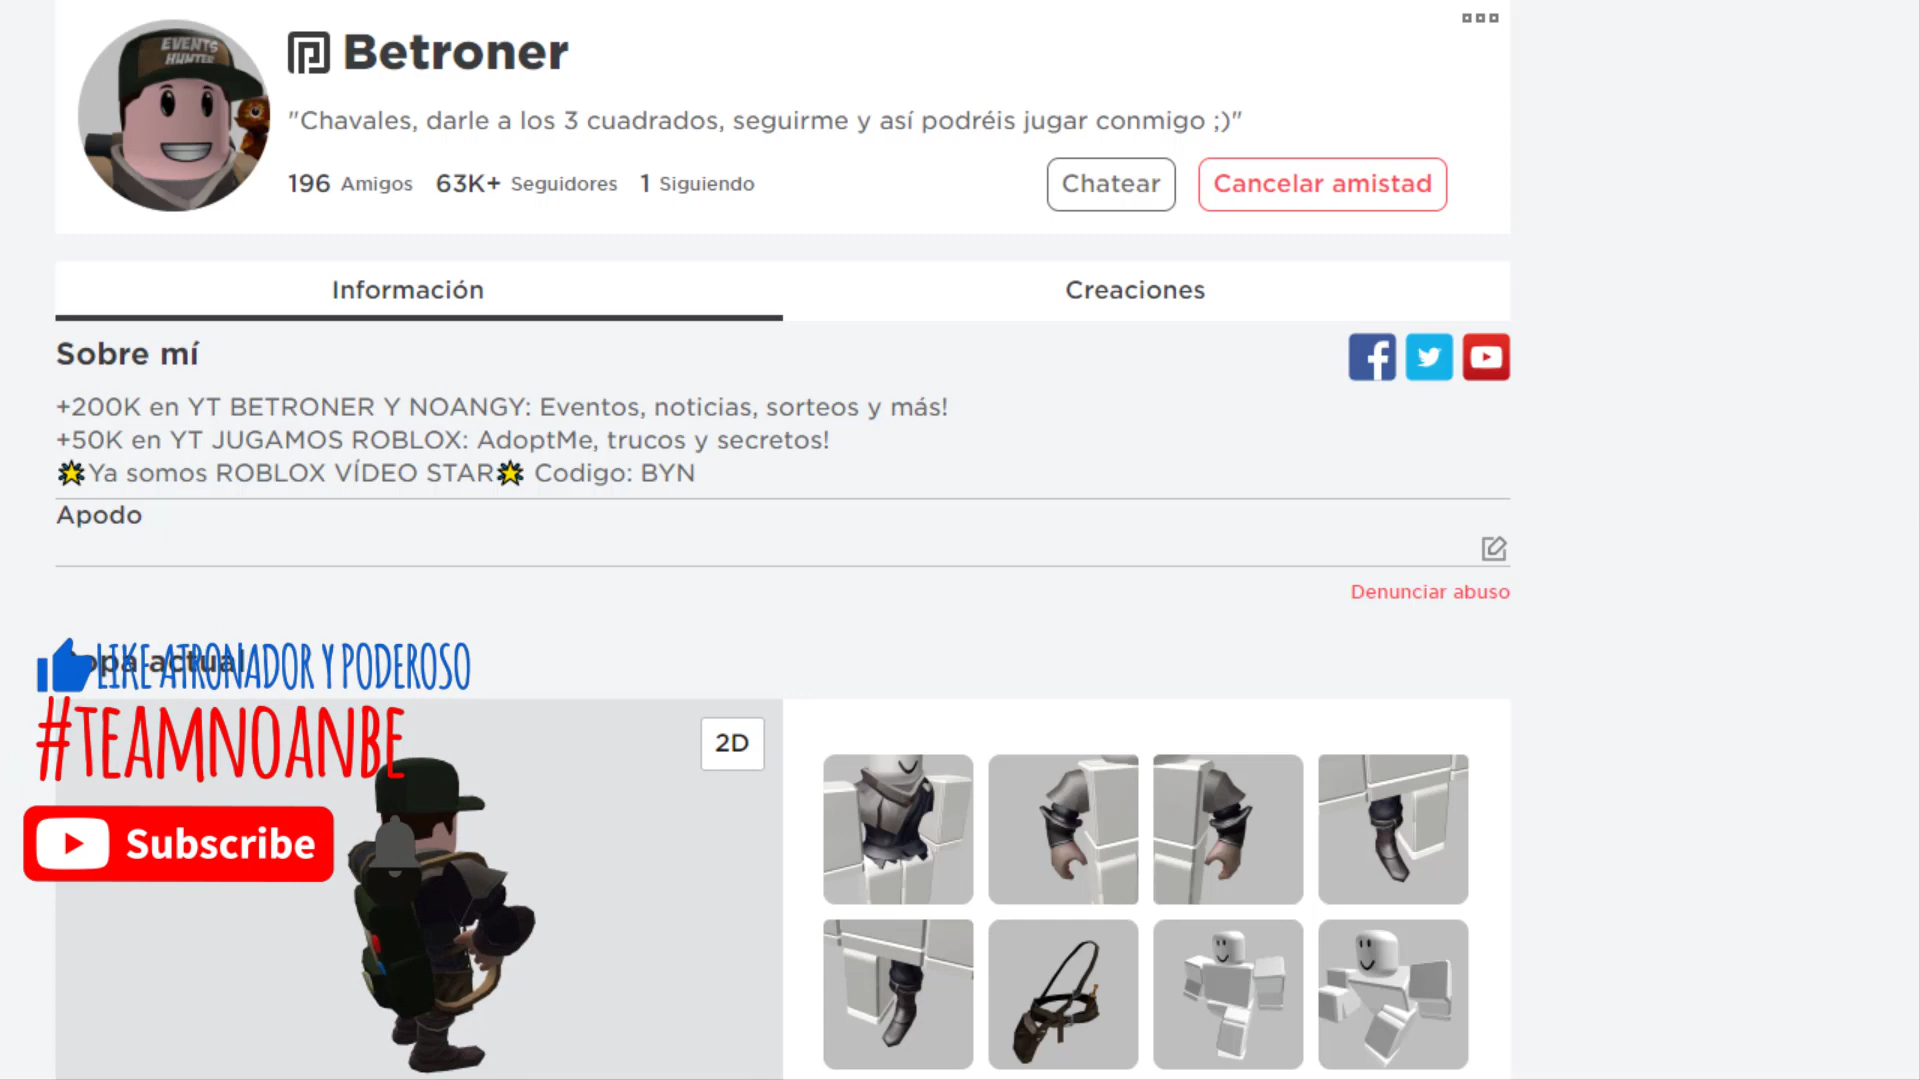 EVENTS
HUNTER
Betroner
"Chavales, darle a los 3 cuadrados, seguirme y así podréis jugar conmigo ;)"
196 Amigos 63K+ Seguidores 1 Siguiendo
Chatear
Cancelar amistad
Información
Creaciones
Sobre mí
+200K en YT BETRONER Y NOANGY: Eventos, noticias, sorteos y más!
+50K en YT JUGAMOS ROBLOX: AdoptMe, trucos y secretos!
🌟Ya somos ROBLOX VÍDEO STAR🌟 Codigo: BYN
Apodo
Denunciar abuso
actual
LIKE ATRONADOR Y PODEROSO
#TEAMNOANBE
2D
Subscribe